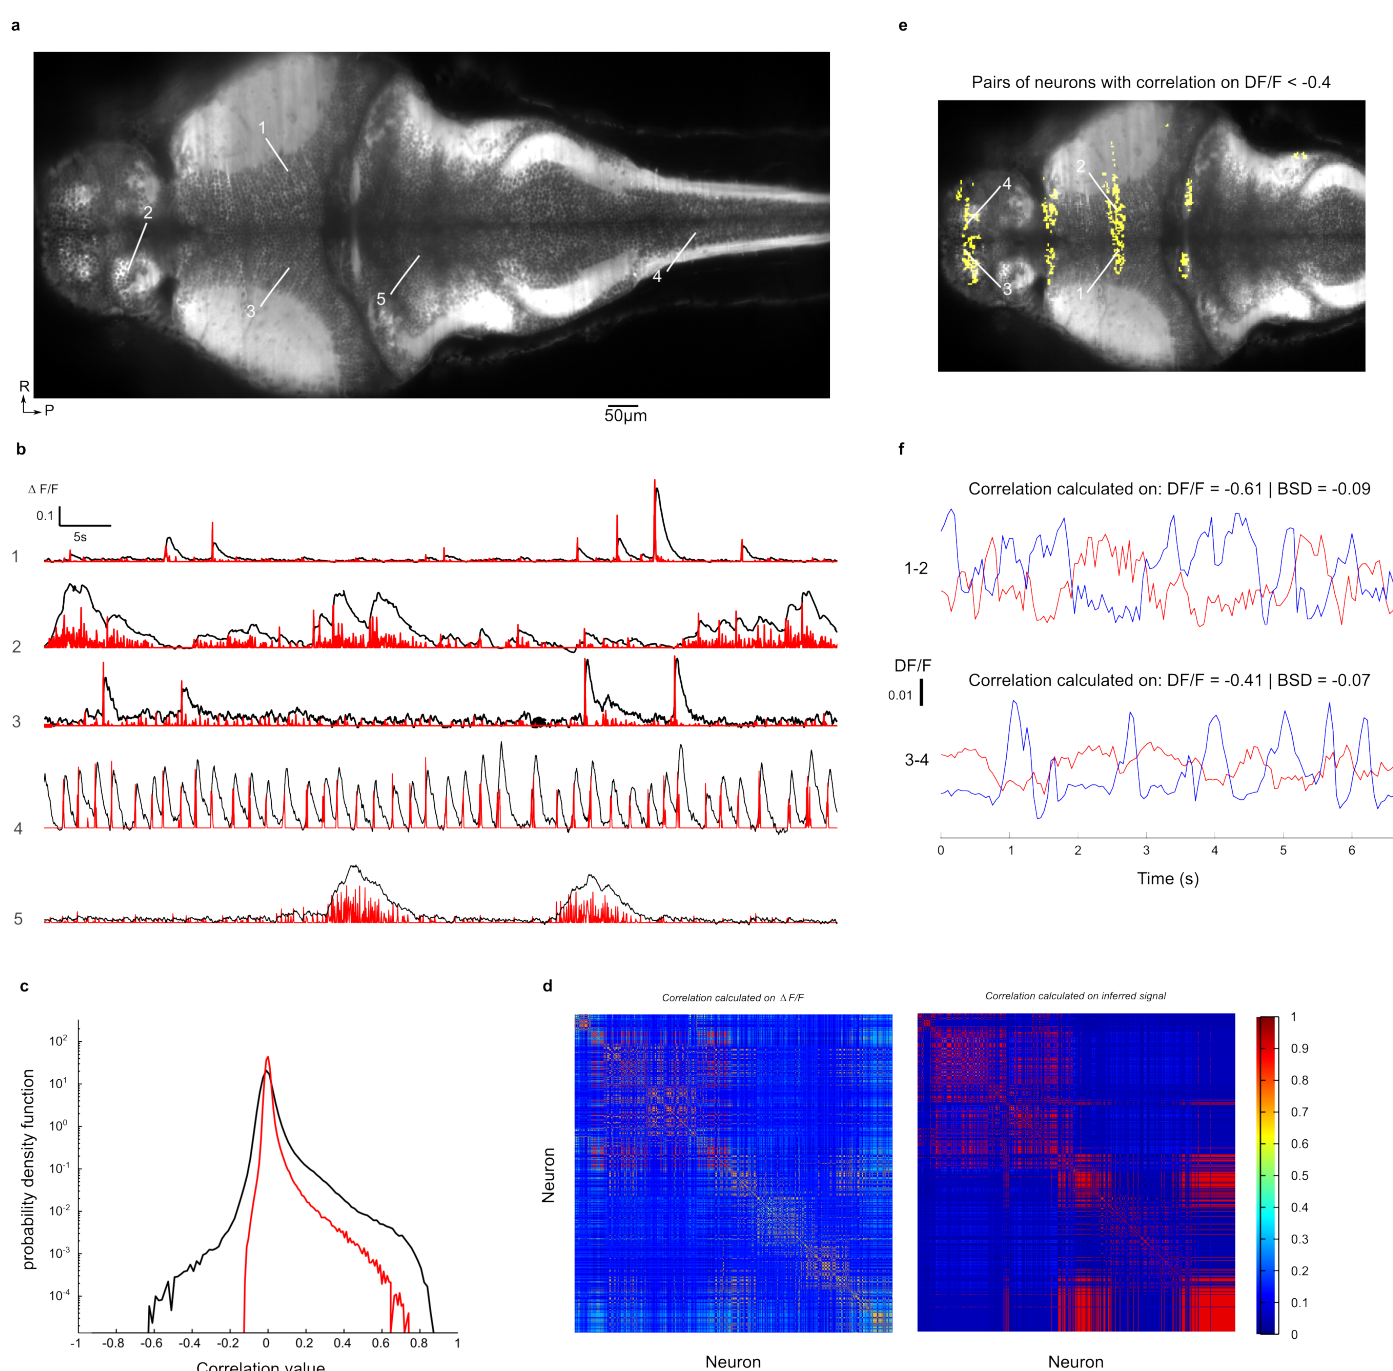 a
1
2
3
5
4
R
P
50µm
b
Δ F/F
0.1
5s
1
2
3
4
5
c
probability density function
10²
10¹
10⁰
10⁻¹
10⁻²
10⁻³
10⁻⁴
-1 -0.8 -0.6 -0.4 -0.2 0 0.2 0.4 0.6 0.8 1
Correlation value
d
Correlation calculated on Δ F/F
Correlation calculated on inferred signal
Neuron
Neuron
Neuron
1
0.9
0.8
0.7
0.6
0.5
0.4
0.3
0.2
0.1
0
e
Pairs of neurons with correlation on DF/F < -0.4
2
4
3
1
f
Correlation calculated on: DF/F = -0.61 | BSD = -0.09
1-2
DF/F
0.01
Correlation calculated on: DF/F = -0.41 | BSD = -0.07
3-4
0 1 2 3 4 5 6
Time (s)